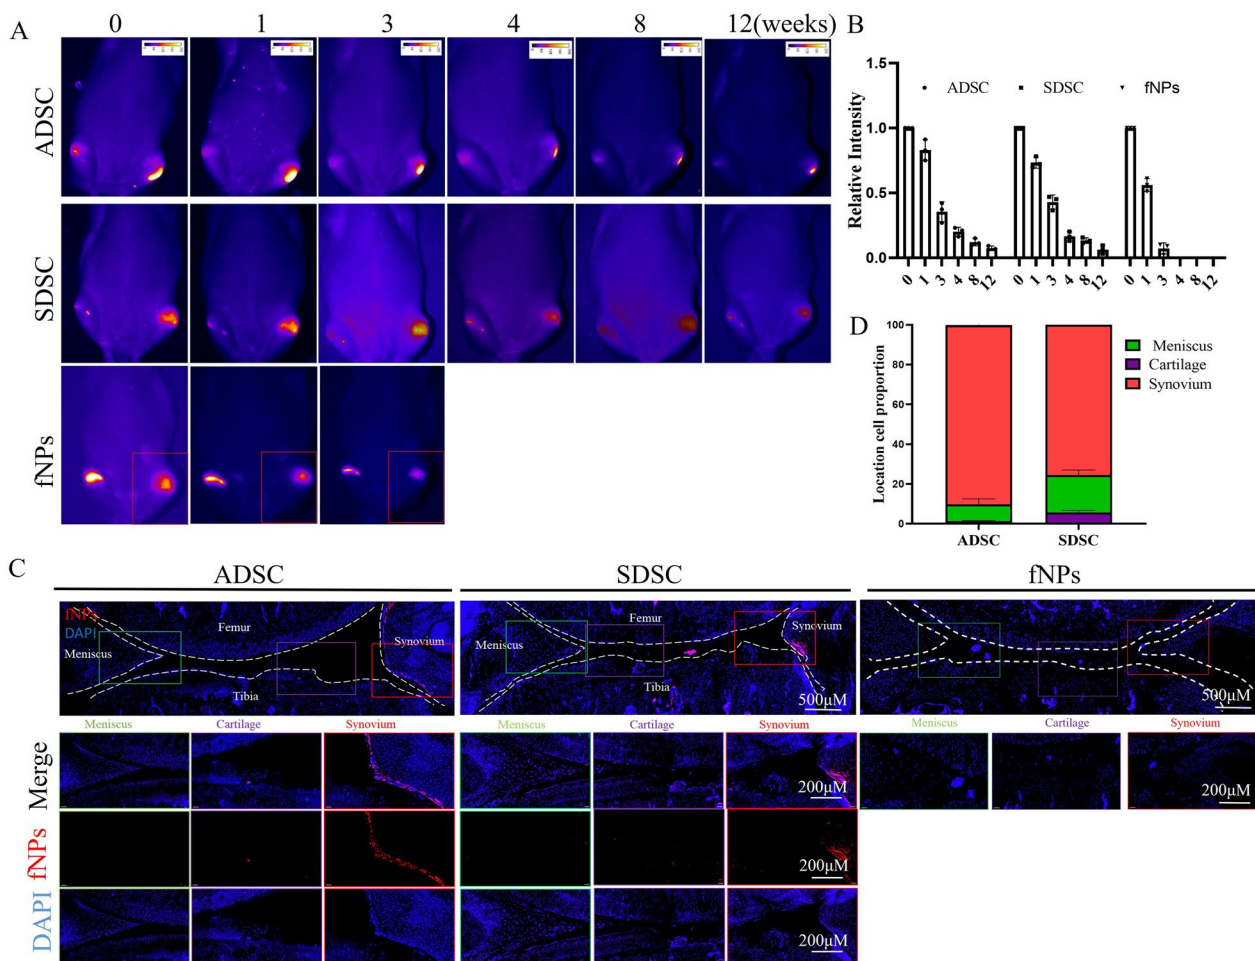 A
0 1 3 4 8 12(weeks)
ADSC
SDSC
fNPs
B
Relative Intensity
1.5
1.0
0.5
0.0
ADSC SDSC fNPs
0 1 3 4 8 12 0 1 3 4 8 12 0 1 3 4 8 12
D
Location cell proportion
100
80
60
40
20
0
ADSC SDSC
Meniscus
Cartilage
Synovium
C
ADSC SDSC fNPs
fNPs
DAPI
Femur
Meniscus
Synovium
Tibia
Femur
Meniscus
Synovium
Tibia
500μM
500μM
Meniscus Cartilage Synovium Meniscus Cartilage Synovium Meniscus Cartilage Synovium
Merge
200μM 200μM
fNPs
200μM
DAPI
200μM